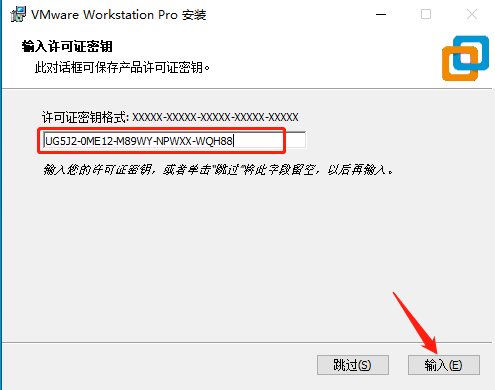 VMware Workstation Pro 安装
输入许可证密钥
此对话框可保存产品许可证密钥。
许可证密钥格式: XXXXX-XXXXX-XXXXX-XXXXX-XXXXX
UG5J2-0ME12-M89WY-NPWXX-WQH88
输入您的许可证密钥，或者单击"跳过"将此字段留空，以后再输入。
跳过(S) 输入(E)